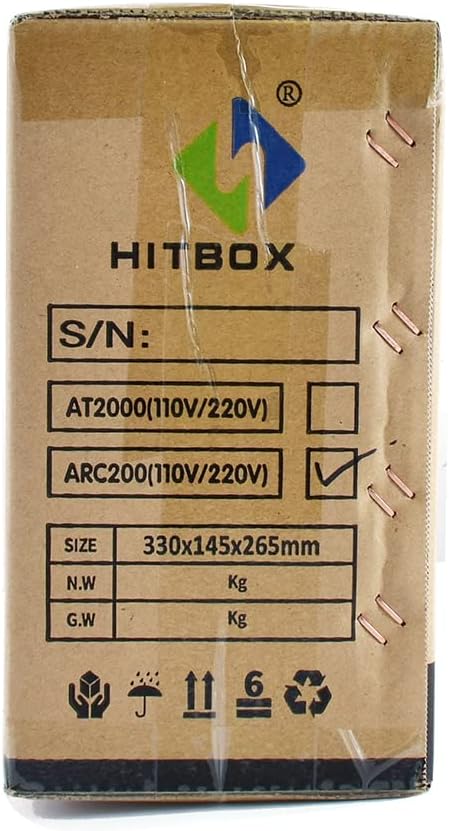 ®
HITBOX
S/N:
AT2000(110V/220V)
ARC200(110V/220V)
SIZE 330x145x265mm
N.W Kg
G.W Kg
6